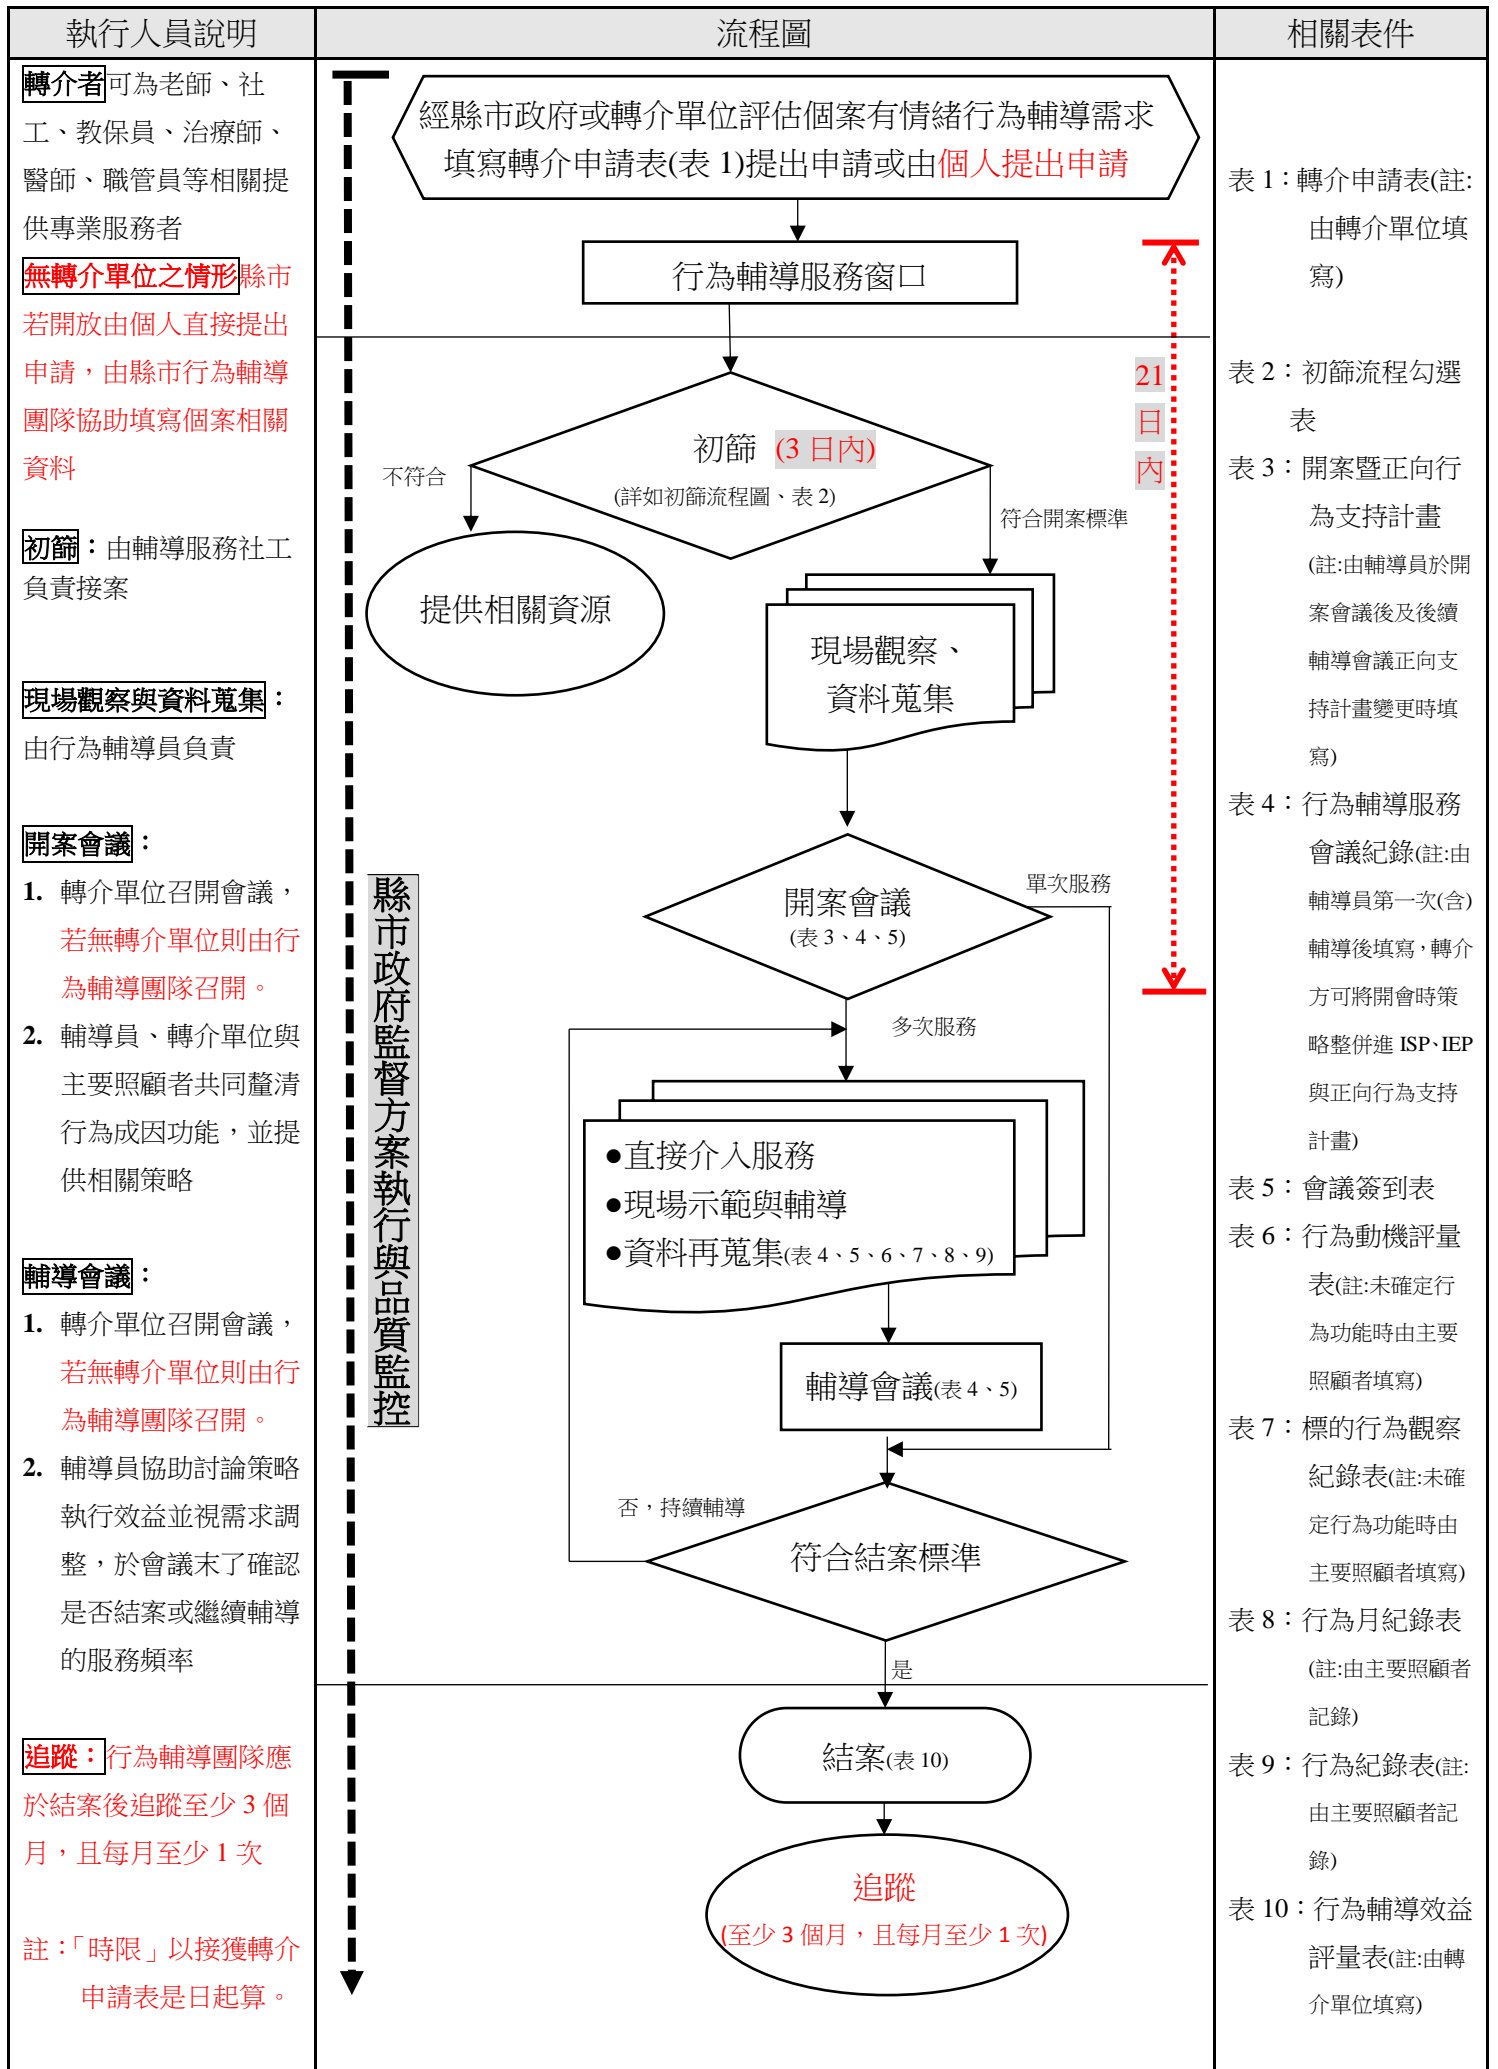 執行人員說明
轉介者可為老師、社
工、教保員、治療師、
醫師、職管員等相關提
供專業服務者
無轉介單位之情形縣市
若開放由個人直接提出
申請，由縣市行為輔導
團隊協助填寫個案相關
資料
初篩：由輔導服務社工
負責接案
現場觀察與資料蒐集：
由行為輔導員負責
開案會議：
1. 轉介單位召開會議，
若無轉介單位則由行
為輔導團隊召開。
2. 輔導員、轉介單位與
主要照顧者共同釐清
行為成因功能，並提
供相關策略
輔導會議：
1. 轉介單位召開會議，
若無轉介單位則由行
為輔導團隊召開。
2. 輔導員協助討論策略
執行效益並視需求調
整，於會議末了確認
是否結案或繼續輔導
的服務頻率
追蹤：行為輔導團隊應
於結案後追蹤至少 3 個
月，且每月至少 1 次
註：「時限」以接獲轉介
申請表是日起算。
流程圖
縣市政府監督方案執行與品質監控
經縣市政府或轉介單位評估個案有情緒行為輔導需求
填寫轉介申請表(表 1)提出申請或由個人提出申請
行為輔導服務窗口
21
日
內
初篩 (3 日內)
(詳如初篩流程圖、表 2)
不符合
符合開案標準
提供相關資源
現場觀察、
資料蒐集
開案會議
(表 3、4、5)
單次服務
多次服務
●直接介入服務
●現場示範與輔導
●資料再蒐集(表 4、5、6、7、8、9)
輔導會議(表 4、5)
否，持續輔導
符合結案標準
是
結案(表 10)
追蹤
(至少 3 個月，且每月至少 1 次)
相關表件
表 1：轉介申請表(註:
由轉介單位填
寫)
表 2：初篩流程勾選
表
表 3：開案暨正向行
為支持計畫
(註:由輔導員於開
案會議後及後續
輔導會議正向支
持計畫變更時填
寫)
表 4：行為輔導服務
會議紀錄(註:由
輔導員第一次(含)
輔導後填寫，轉介
方可將開會時策
略整併進 ISP、IEP
與正向行為支持
計畫)
表 5：會議簽到表
表 6：行為動機評量
表(註:未確定行
為功能時由主要
照顧者填寫)
表 7：標的行為觀察
紀錄表(註:未確
定行為功能時由
主要照顧者填寫)
表 8：行為月紀錄表
(註:由主要照顧者
記錄)
表 9：行為紀錄表(註:
由主要照顧者記
錄)
表 10：行為輔導效益
評量表(註:由轉
介單位填寫)